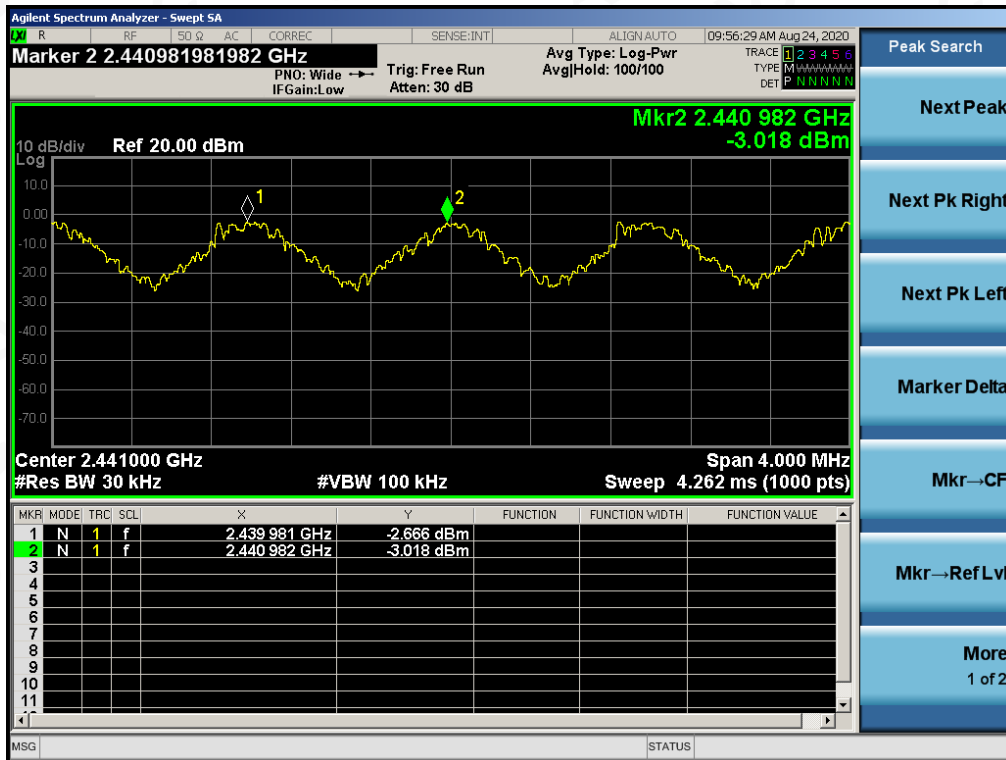 Agilent Spectrum Analyzer - Swept SA
LXI R RF 50 Ω AC CORREC SENSE:INT ALIGN AUTO 09:56:29 AM Aug 24, 2020
Marker 2 2.440981981982 GHz
PNO: Wide
IFGain:Low
Trig: Free Run
Atten: 30 dB
Avg Type: Log-Pwr
Avg|Hold: 100/100
TRACE 1 2 3 4 5 6
TYPE M
DET P N N N N N
Peak Search
Mkr2 2.440 982 GHz
-3.018 dBm
10 dB/div Ref 20.00 dBm
Log
10.0
0.00
-10.0
-20.0
-30.0
-40.0
-50.0
-60.0
-70.0
1
2
Center 2.441000 GHz Span 4.000 MHz
#Res BW 30 kHz #VBW 100 kHz Sweep 4.262 ms (1000 pts)
MKR MODE TRC SCL X Y FUNCTION FUNCTION WIDTH FUNCTION VALUE
1 N 1 f 2.439 981 GHz -2.666 dBm
2 N 1 f 2.440 982 GHz -3.018 dBm
3
4
5
6
7
8
9
10
11
Next Peak
Next Pk Right
Next Pk Left
Marker Delta
Mkr→CF
Mkr→Ref Lvl
More
1 of 2
MSG STATUS